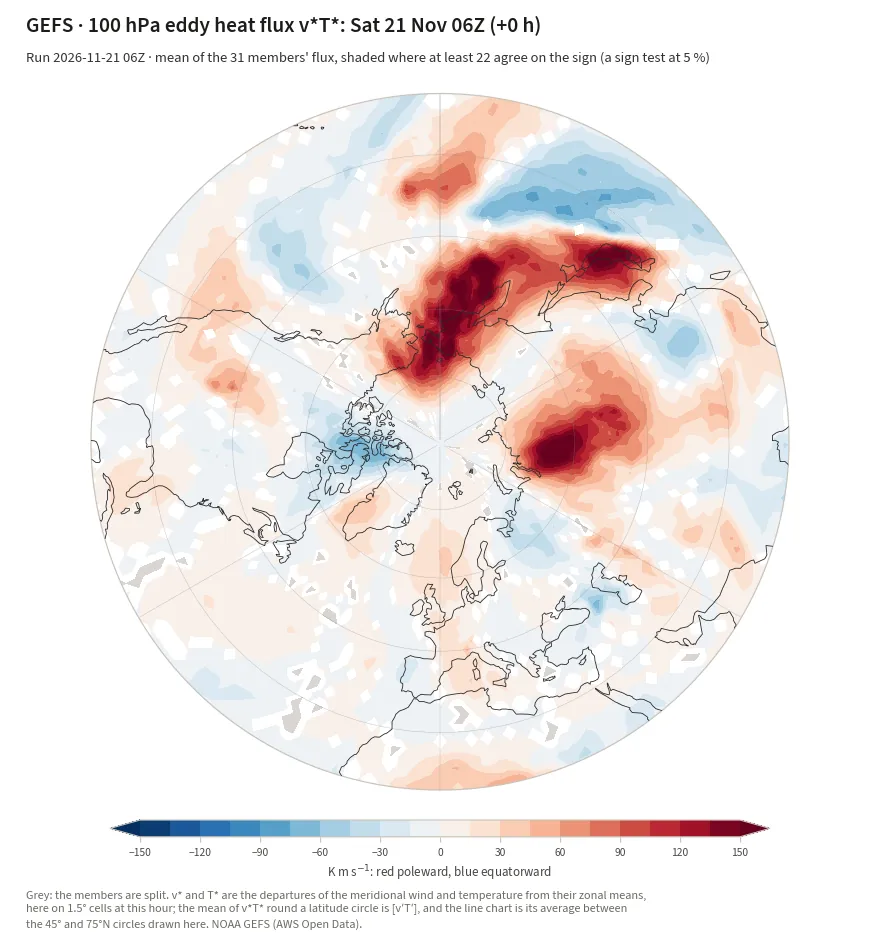 GEFS · 100 hPa eddy heat flux v*T*: Sat 21 Nov 06Z (+0 h)
Run 2026-11-21 06Z · mean of the 31 members' flux, shaded where at least 22 agree on the sign (a sign test at 5 %)
−150 −120 −90 −60 −30 0 30 60 90 120 150
K m s⁻¹: red poleward, blue equatorward
Grey: the members are split. v* and T* are the departures of the meridional wind and temperature from their zonal means,
here on 1.5° cells at this hour; the mean of v*T* round a latitude circle is [v'T'], and the line chart is its average between
the 45° and 75°N circles drawn here. NOAA GEFS (AWS Open Data).